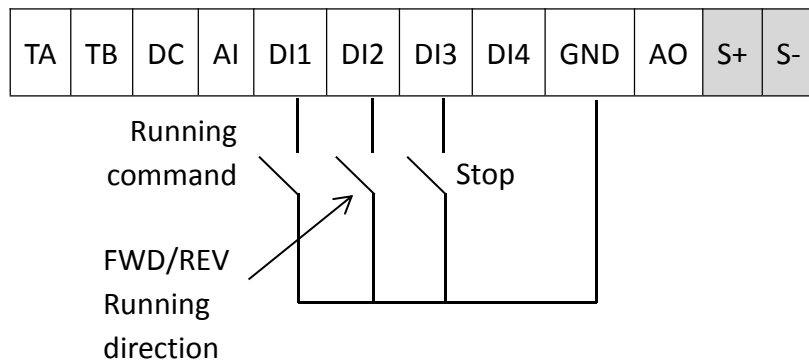 TA TB DC AI DI1 DI2 DI3 DI4 GND AO S+ S-
Running
command
Stop
FWD/REV
Running
direction